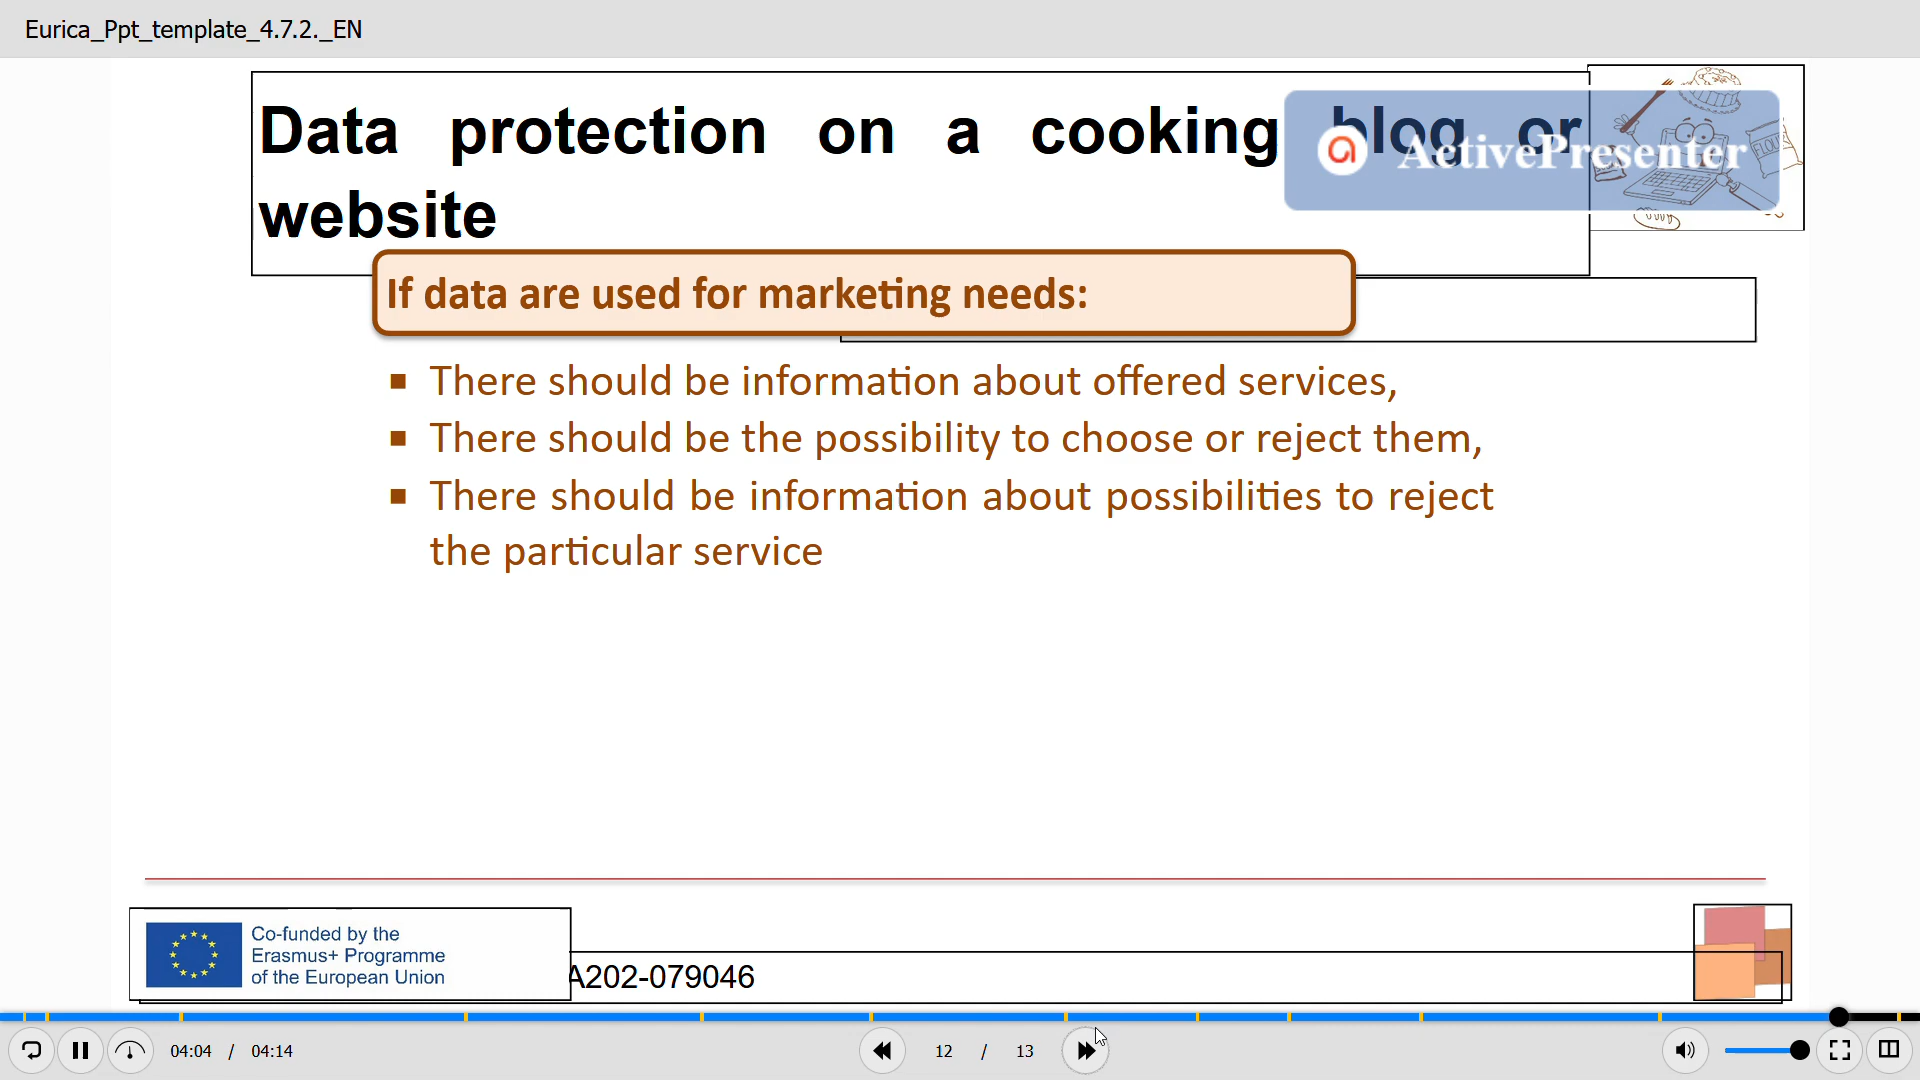 Eurica_Ppt_template_4.7.2._EN
Data protection on a cooking blog or
website
ActivePresenter
FLOUR
If data are used for marketing needs:
There should be information about offered services,
There should be the possibility to choose or reject them,
There should be information about possibilities to reject
the particular service
Co-funded by the
Erasmus+ Programme
of the European Union
A202-079046
04:04 / 04:14
12 / 13